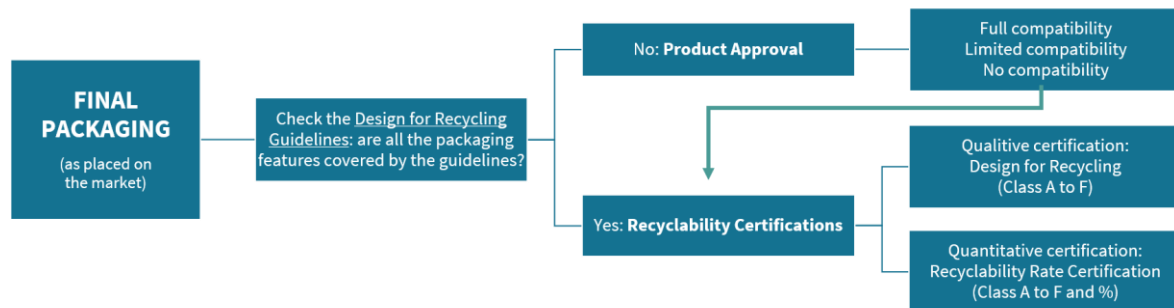 FINAL
PACKAGING
(as placed on
the market)
Check the Design for Recycling
Guidelines: are all the packaging
features covered by the guidelines?
No: Product Approval
Full compatibility
Limited compatibility
No compatibility
Yes: Recyclability Certifications
Qualitive certification:
Design for Recycling
(Class A to F)
Quantitative certification:
Recyclability Rate Certification
(Class A to F and %)